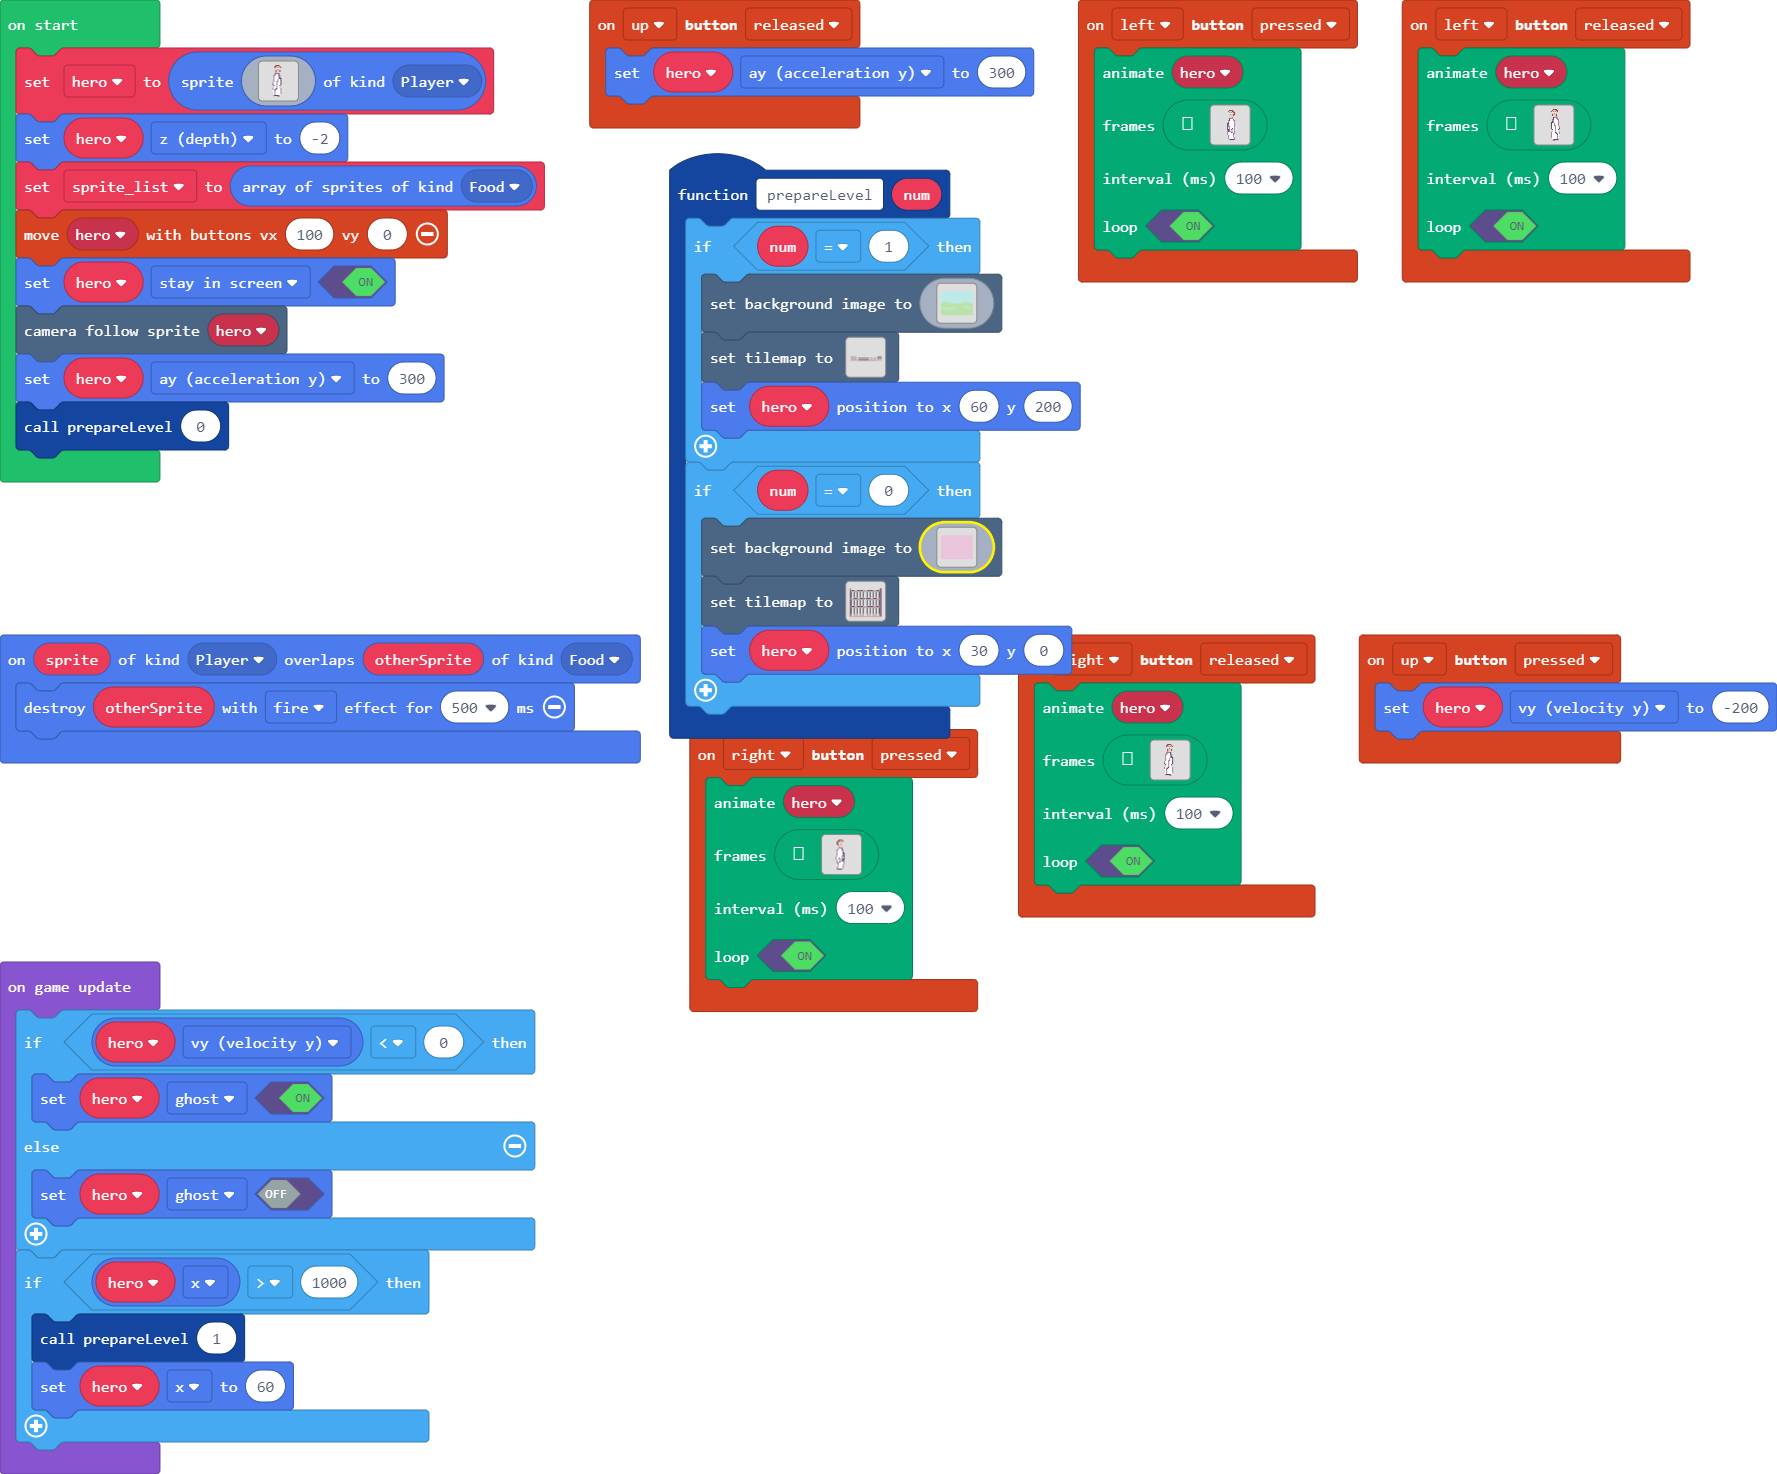 on start
set hero to sprite of kind Player
set hero z (depth) to -2
set sprite_list to array of sprites of kind Food
move hero with buttons vx 100 vy 0
set hero stay in screen ON
camera follow sprite hero
set hero ay (acceleration y) to 300
call prepareLevel 0
on up button released
set hero ay (acceleration y) to 300
function prepareLevel num
if num = 1 then
set background image to
set tilemap to
set hero position to x 60 y 200
if num = 0 then
set background image to
set tilemap to
set hero position to x 30 y 0
on left button pressed
animate hero
frames
interval (ms) 100
loop ON
on left button released
animate hero
frames
interval (ms) 100
loop ON
on sprite of kind Player overlaps otherSprite of kind Food
destroy otherSprite with fire effect for 500 ms
on right button pressed
animate hero
frames
interval (ms) 100
loop ON
ight button released
animate hero
frames
interval (ms) 100
loop ON
on up button pressed
set hero vy (velocity y) to -200
on game update
if hero vy (velocity y) < 0 then
set hero ghost ON
else
set hero ghost OFF
if hero x > 1000 then
call prepareLevel 1
set hero x to 60